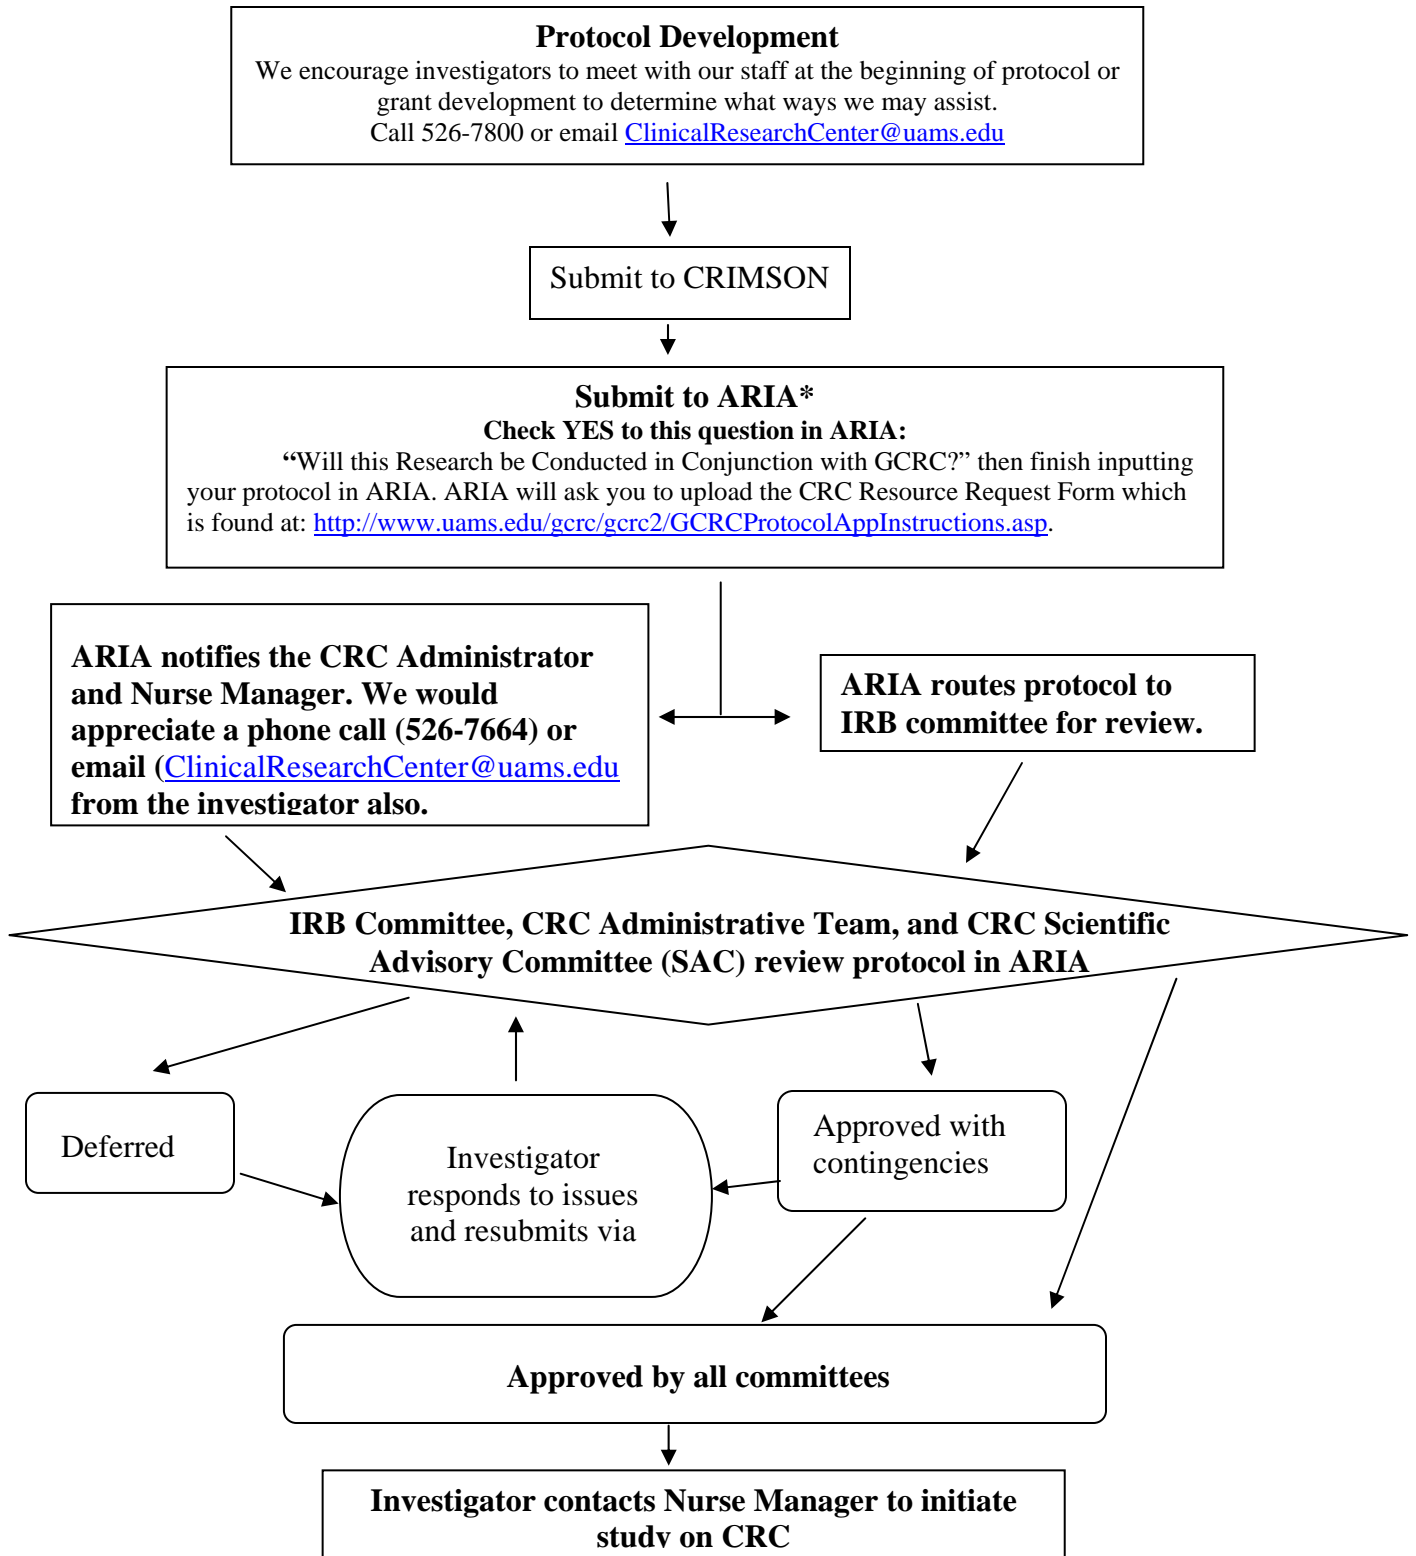 Protocol Development
We encourage investigators to meet with our staff at the beginning of protocol or
grant development to determine what ways we may assist.
Call 526-7800 or email ClinicalResearchCenter@uams.edu
Submit to CRIMSON
Submit to ARIA*
Check YES to this question in ARIA:
“Will this Research be Conducted in Conjunction with GCRC?” then finish inputting
your protocol in ARIA. ARIA will ask you to upload the CRC Resource Request Form which
is found at: http://www.uams.edu/gcrc/gcrc2/GCRCProtocolAppInstructions.asp.
ARIA notifies the CRC Administrator
and Nurse Manager. We would
appreciate a phone call (526-7664) or
email (ClinicalResearchCenter@uams.edu
from the investigator also.
ARIA routes protocol to
IRB committee for review.
IRB Committee, CRC Administrative Team, and CRC Scientific
Advisory Committee (SAC) review protocol in ARIA
Deferred
Investigator
responds to issues
and resubmits via
Approved with
contingencies
Approved by all committees
Investigator contacts Nurse Manager to initiate
study on CRC